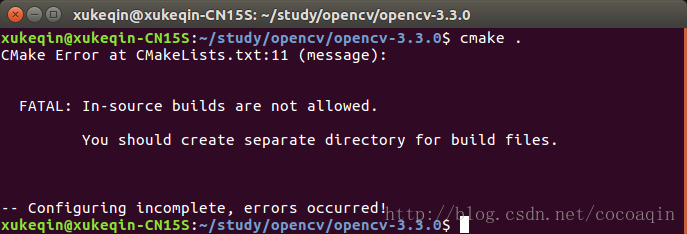 xukeqin@xukeqin-CN15S: ~/study/opencv/opencv-3.3.0
xukeqin@xukeqin-CN15S:~/study/opencv/opencv-3.3.0$ cmake .
CMake Error at CMakeLists.txt:11 (message):
FATAL: In-source builds are not allowed.
You should create separate directory for build files.
-- Configuring incomplete, errors occurred!
http://blog.csdn.net/cocoaqin
xukeqin@xukeqin-CN15S:~/study/opencv/opencv-3.3.0$